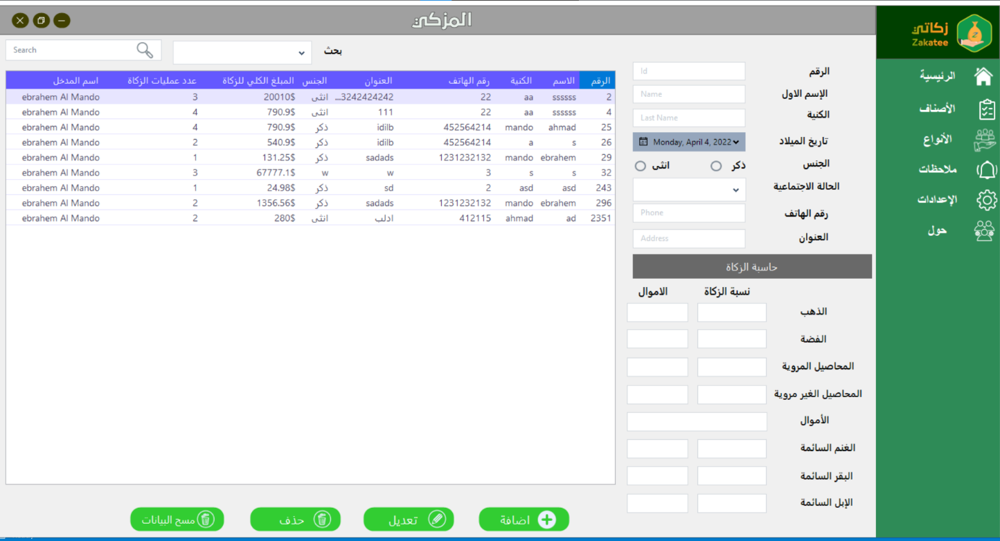 المزكي
زكاتي
Zakatee
الرئيسية
الأصناف
الأنواع
ملاحظات
الإعدادات
حول
بحث
Search
الرقم
Id
الإسم الاول
Name
الكنية
Last Name
تاريخ الميلاد
Monday, April 4, 2022
الجنس
ذكر
انثى
الحالة الاجتماعية
رقم الهاتف
Phone
العنوان
Address
حاسبة الزكاة
نسبة الزكاة الاموال
الذهب
الفضة
المحاصيل المروية
المحاصيل الغير مروية
الأموال
الغنم السائمة
البقر السائمة
الإبل السائمة
الرقم الاسم الكنية رقم الهاتف العنوان الجنس المبلغ الكلي للزكاة عدد عمليات الزكاة اسم المدخل
2 ssssss aa 22 3242424242... انثى 20010$ 3 ebrahem Al Mando
4 ssssss aa 22 111 انثى 790.9$ 4 ebrahem Al Mando
25 ahmad mando 452564214 idilb ذكر 790.9$ 4 ebrahem Al Mando
26 s a 452564214 idilb ذكر 540.9$ 2 ebrahem Al Mando
29 ebrahem mando 1231232132 sadads ذكر 131.25$ 1 ebrahem Al Mando
32 s s 3 w w 67777.1$ 3 ebrahem Al Mando
243 asd asd 2 sd ذكر 24.98$ 1 ebrahem Al Mando
296 ebrahem mando 1231232132 sadads ذكر 1356.56$ 2 ebrahem Al Mando
2351 ad ahmad 412115 ادلب انثى 280$ 2 ebrahem Al Mando
اضافة
تعديل
حذف
مسح البيانات